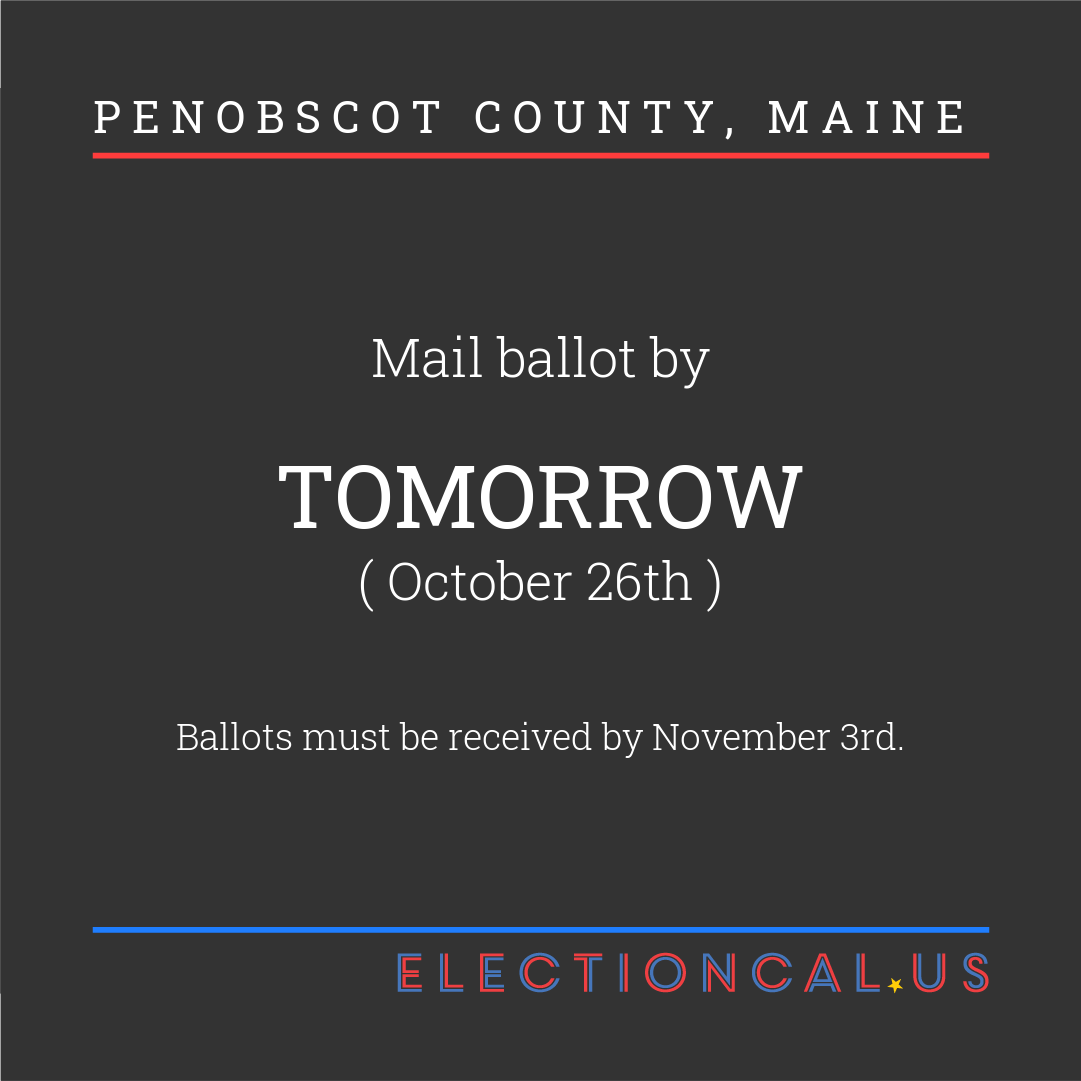 PENOBSCOT COUNTY, MAINE
Mail ballot by
TOMORROW
( October 26th )
Ballots must be received by November 3rd.
ELECTIONCAL.US